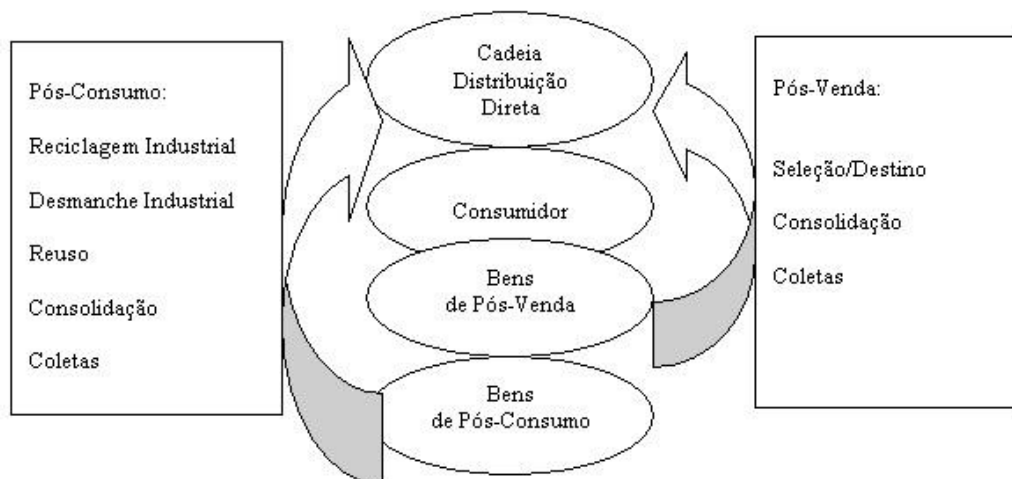 Pós-Consumo:
Reciclagem Industrial
Desmanche Industrial
Reuso
Consolidação
Coletas
Cadeia
Distribuição
Direta
Consumidor
Bens
de Pós-Venda
Bens
de Pós-Consumo
Pós-Venda:
Seleção/Destino
Consolidação
Coletas